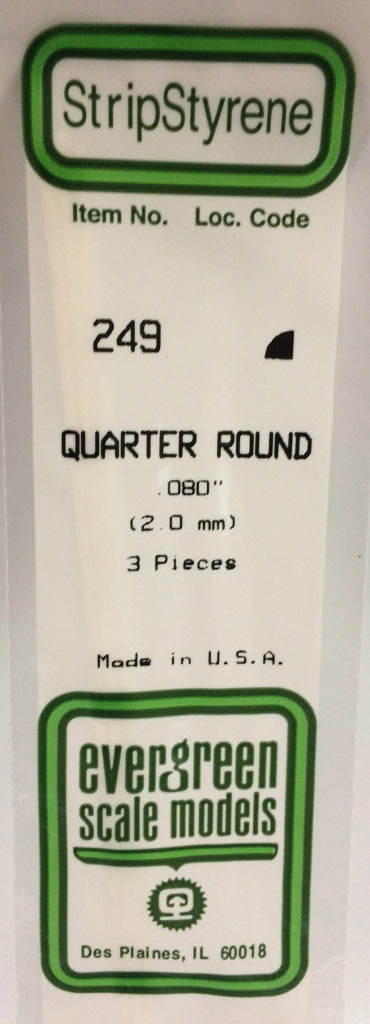 StripStyrene
Item No. Loc. Code
249
QUARTER ROUND
.080"
(2.0 mm)
3 Pieces
Made in U.S.A.
evergreen
scale models
Des Plaines, IL 60018